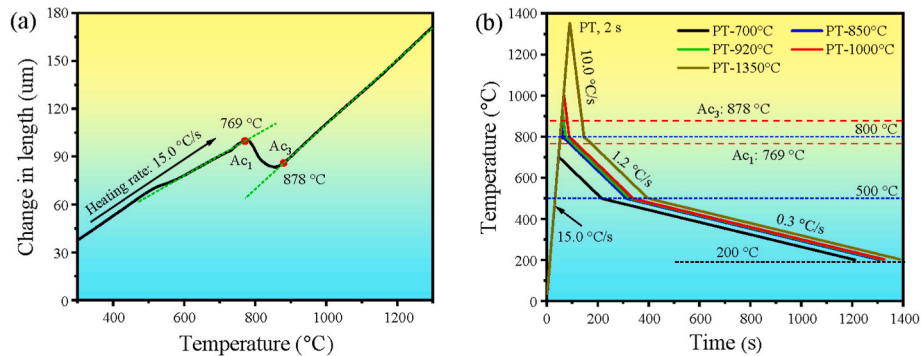 (a)
Change in length (um)
180
150
120
90
60
30
0
400
600
800
1000
1200
Temperature (°C)
Heating rate: 15.0 °C/s
769 °C
Ac1
Ac3
878 °C
(b)
Temperature (°C)
1400
1200
1000
800
600
400
200
0
0
200
400
600
800
1000
1200
1400
Time (s)
PT, 2 s
PT-700°C
PT-850°C
PT-920°C
PT-1000°C
PT-1350°C
10.0 °C/s
Ac3: 878 °C
800 °C
Ac1: 769 °C
1.2 °C/s
500 °C
15.0 °C/s
0.3 °C/s
200 °C